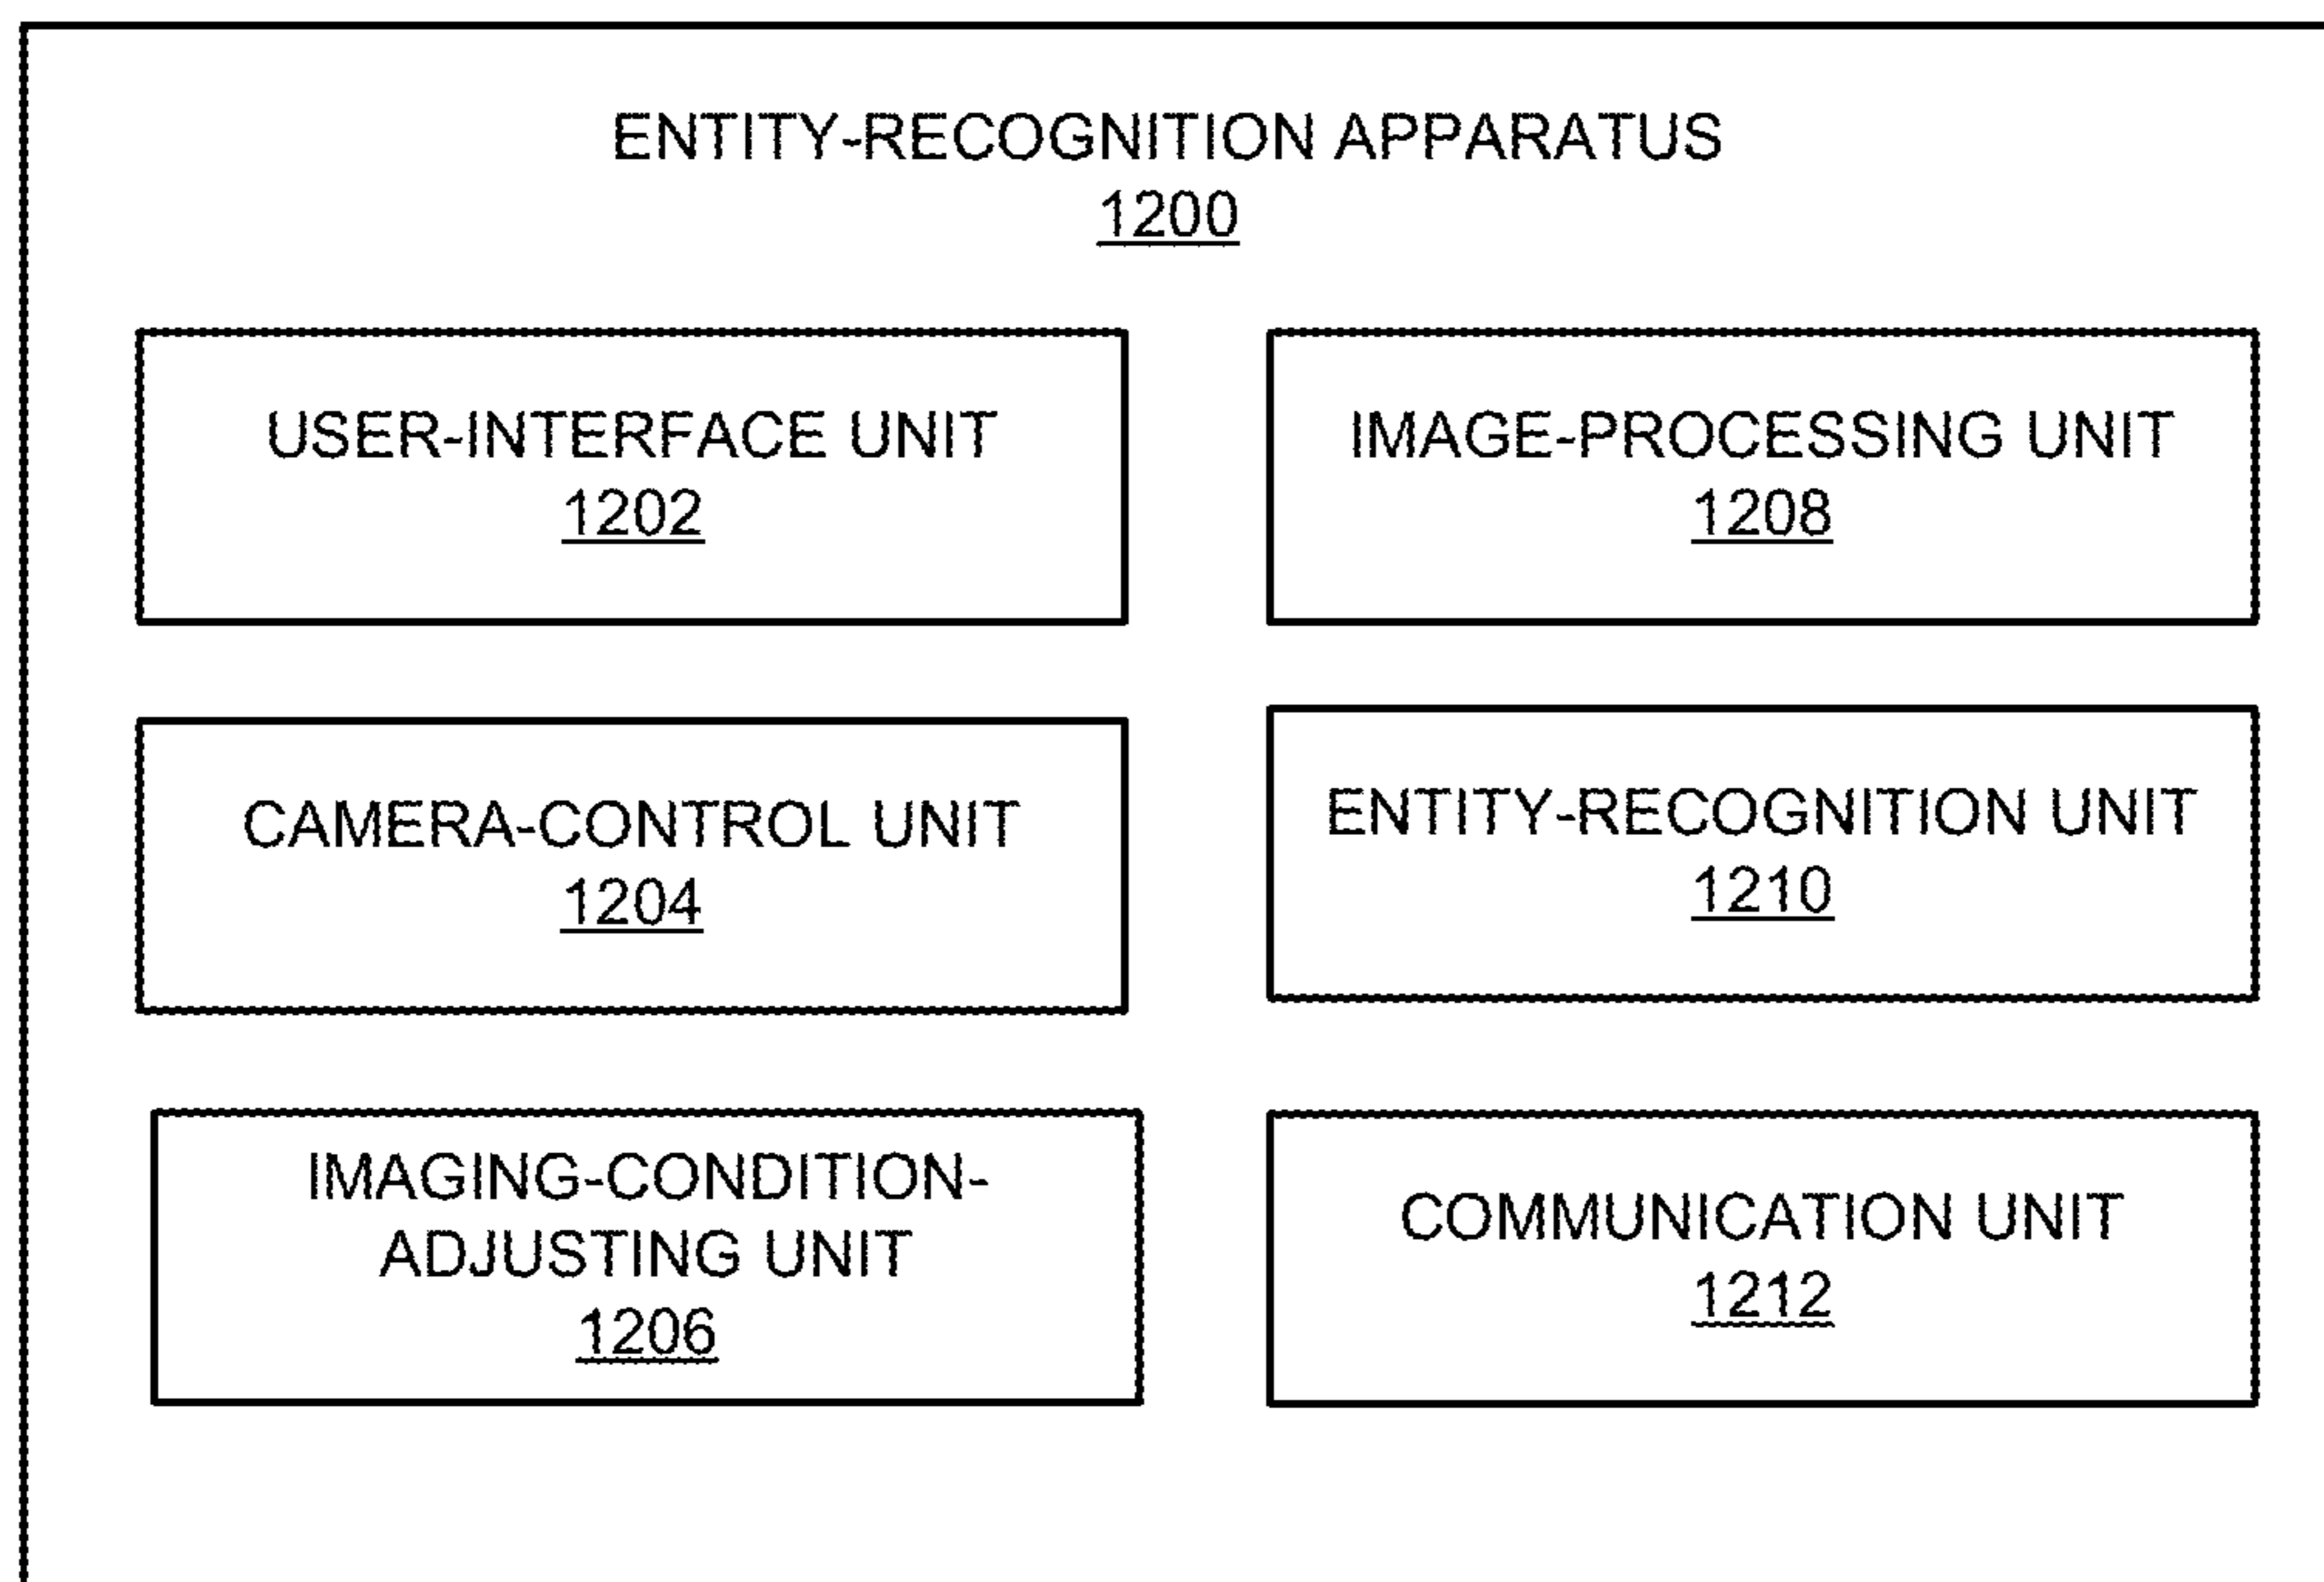 ENTITY-RECOGNITION APPARATUS
1200
USER-INTERFACE UNIT
1202
IMAGE-PROCESSING UNIT
1208
CAMERA-CONTROL UNIT
1204
ENTITY-RECOGNITION UNIT
1210
IMAGING-CONDITION-
ADJUSTING UNIT
1206
COMMUNICATION UNIT
1212